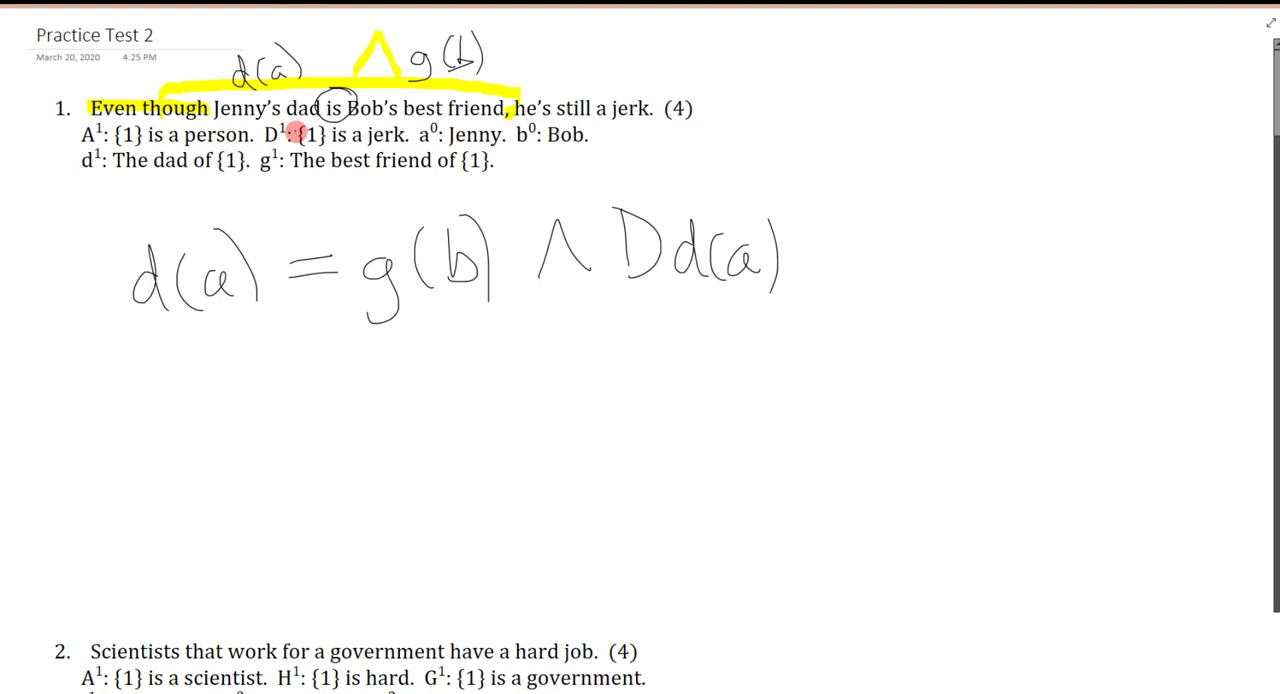 Practice Test 2
March 20, 2020 4:25 PM
d(a) ∧ g(b)
1. Even though Jenny's dad is Bob's best friend, he's still a jerk. (4)
A¹: {1} is a person. D¹: {1} is a jerk. a⁰: Jenny. b⁰: Bob.
d¹: The dad of {1}. g¹: The best friend of {1}.
d(a) = g(b) ∧ Dd(a)
2. Scientists that work for a government have a hard job. (4)
A¹: {1} is a scientist. H¹: {1} is hard. G¹: {1} is a government.